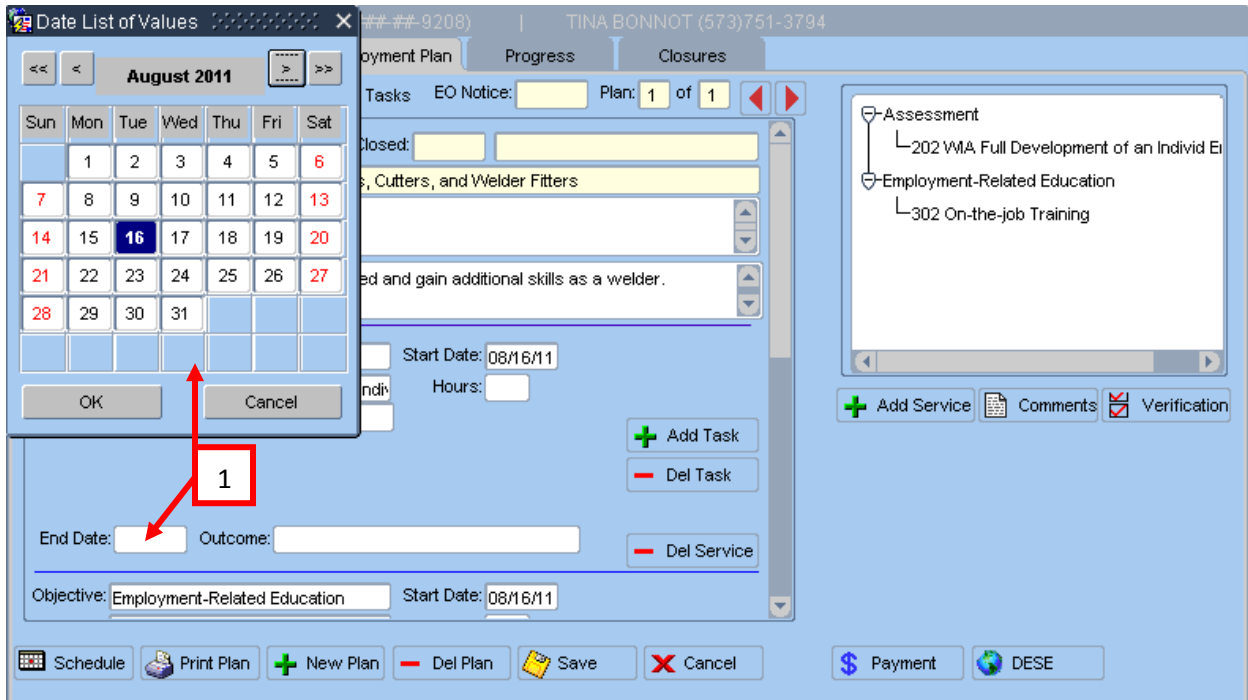 Date List of Values
##-##-9208) | TINA BONNOT (573)751-3794
<< < August 2011 > >>
Sun Mon Tue Wed Thu Fri Sat
1 2 3 4 5 6
7 8 9 10 11 12 13
14 15 16 17 18 19 20
21 22 23 24 25 26 27
28 29 30 31
OK Cancel
1
oyment Plan Progress Closures
Tasks EO Notice: Plan: 1 of 1
Closed:
s, Cutters, and Welder Fitters
ed and gain additional skills as a welder.
Start Date: 08/16/11
ndiv Hours:
Add Task
Del Task
End Date: Outcome:
Del Service
Objective: Employment-Related Education Start Date: 08/16/11
Assessment
202 WIA Full Development of an Individ E
Employment-Related Education
302 On-the-job Training
Add Service Comments Verification
Schedule Print Plan New Plan Del Plan Save Cancel Payment DESE